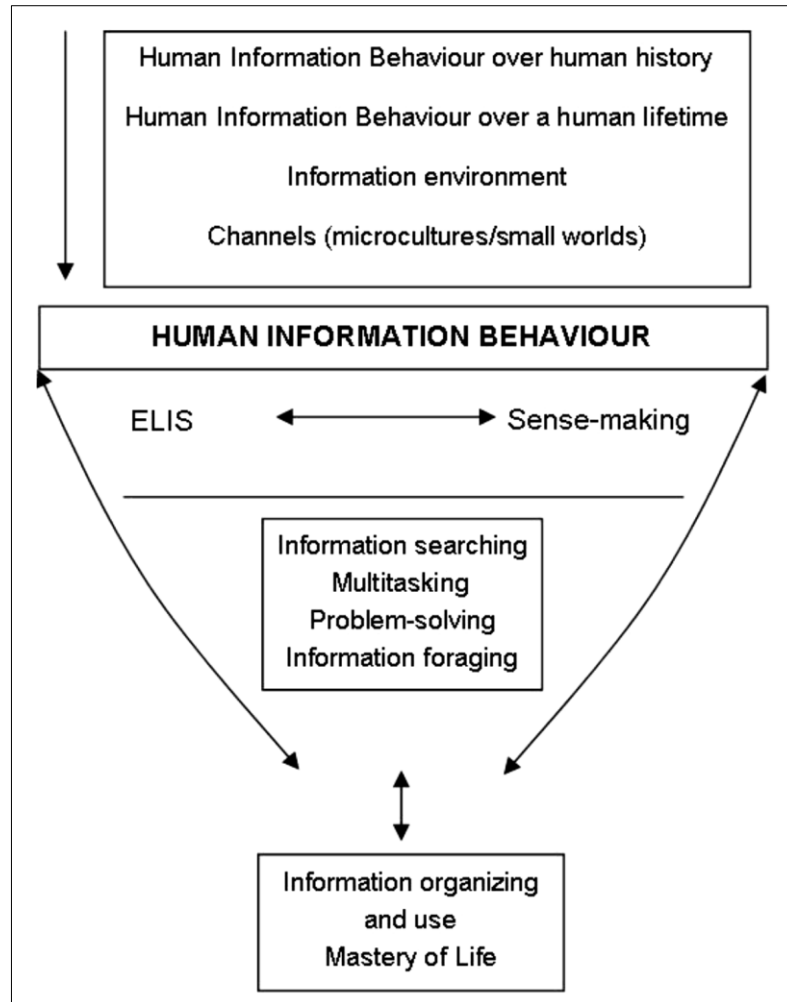 Human Information Behaviour over human history
Human Information Behaviour over a human lifetime
Information environment
Channels (microcultures/small worlds)
HUMAN INFORMATION BEHAVIOUR
ELIS Sense-making
Information searching
Multitasking
Problem-solving
Information foraging
Information organizing
and use
Mastery of Life